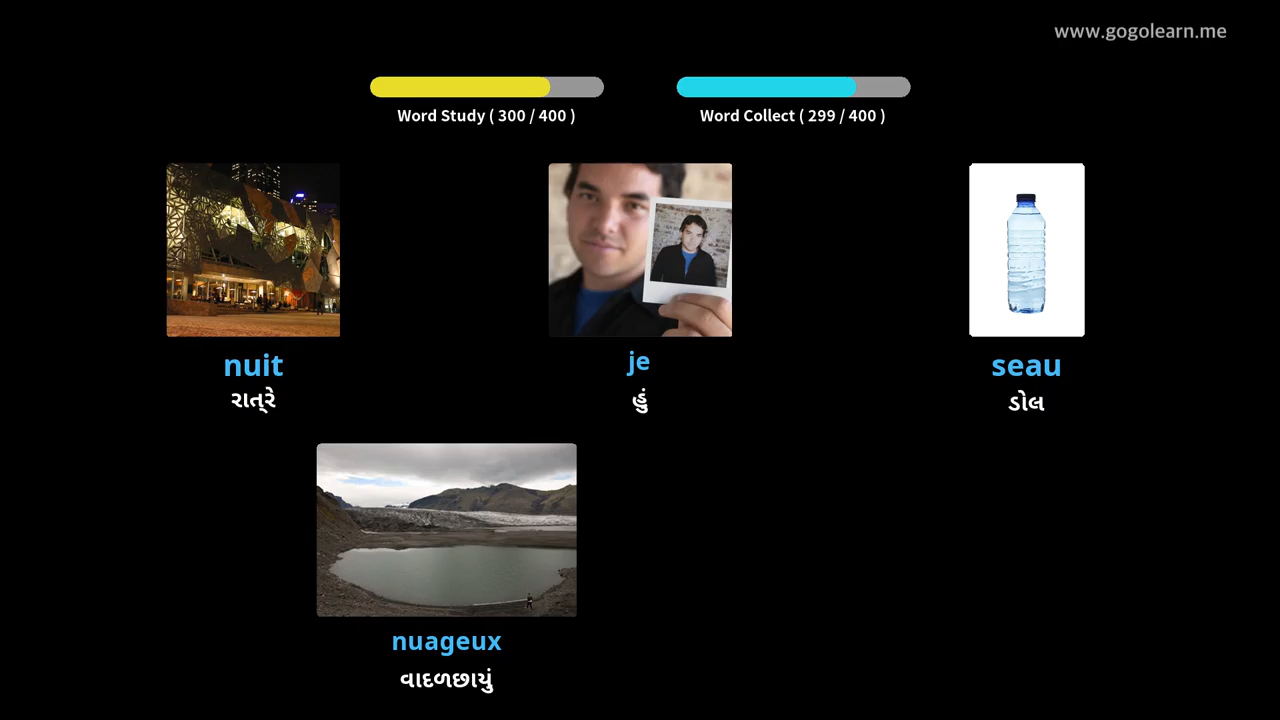 www.gogolearn.me
Word Study ( 300 / 400 )
Word Collect ( 299 / 400 )
nuit
રાત્રે
je
હું
seau
ડોલ
nuageux
વાદળછાયું